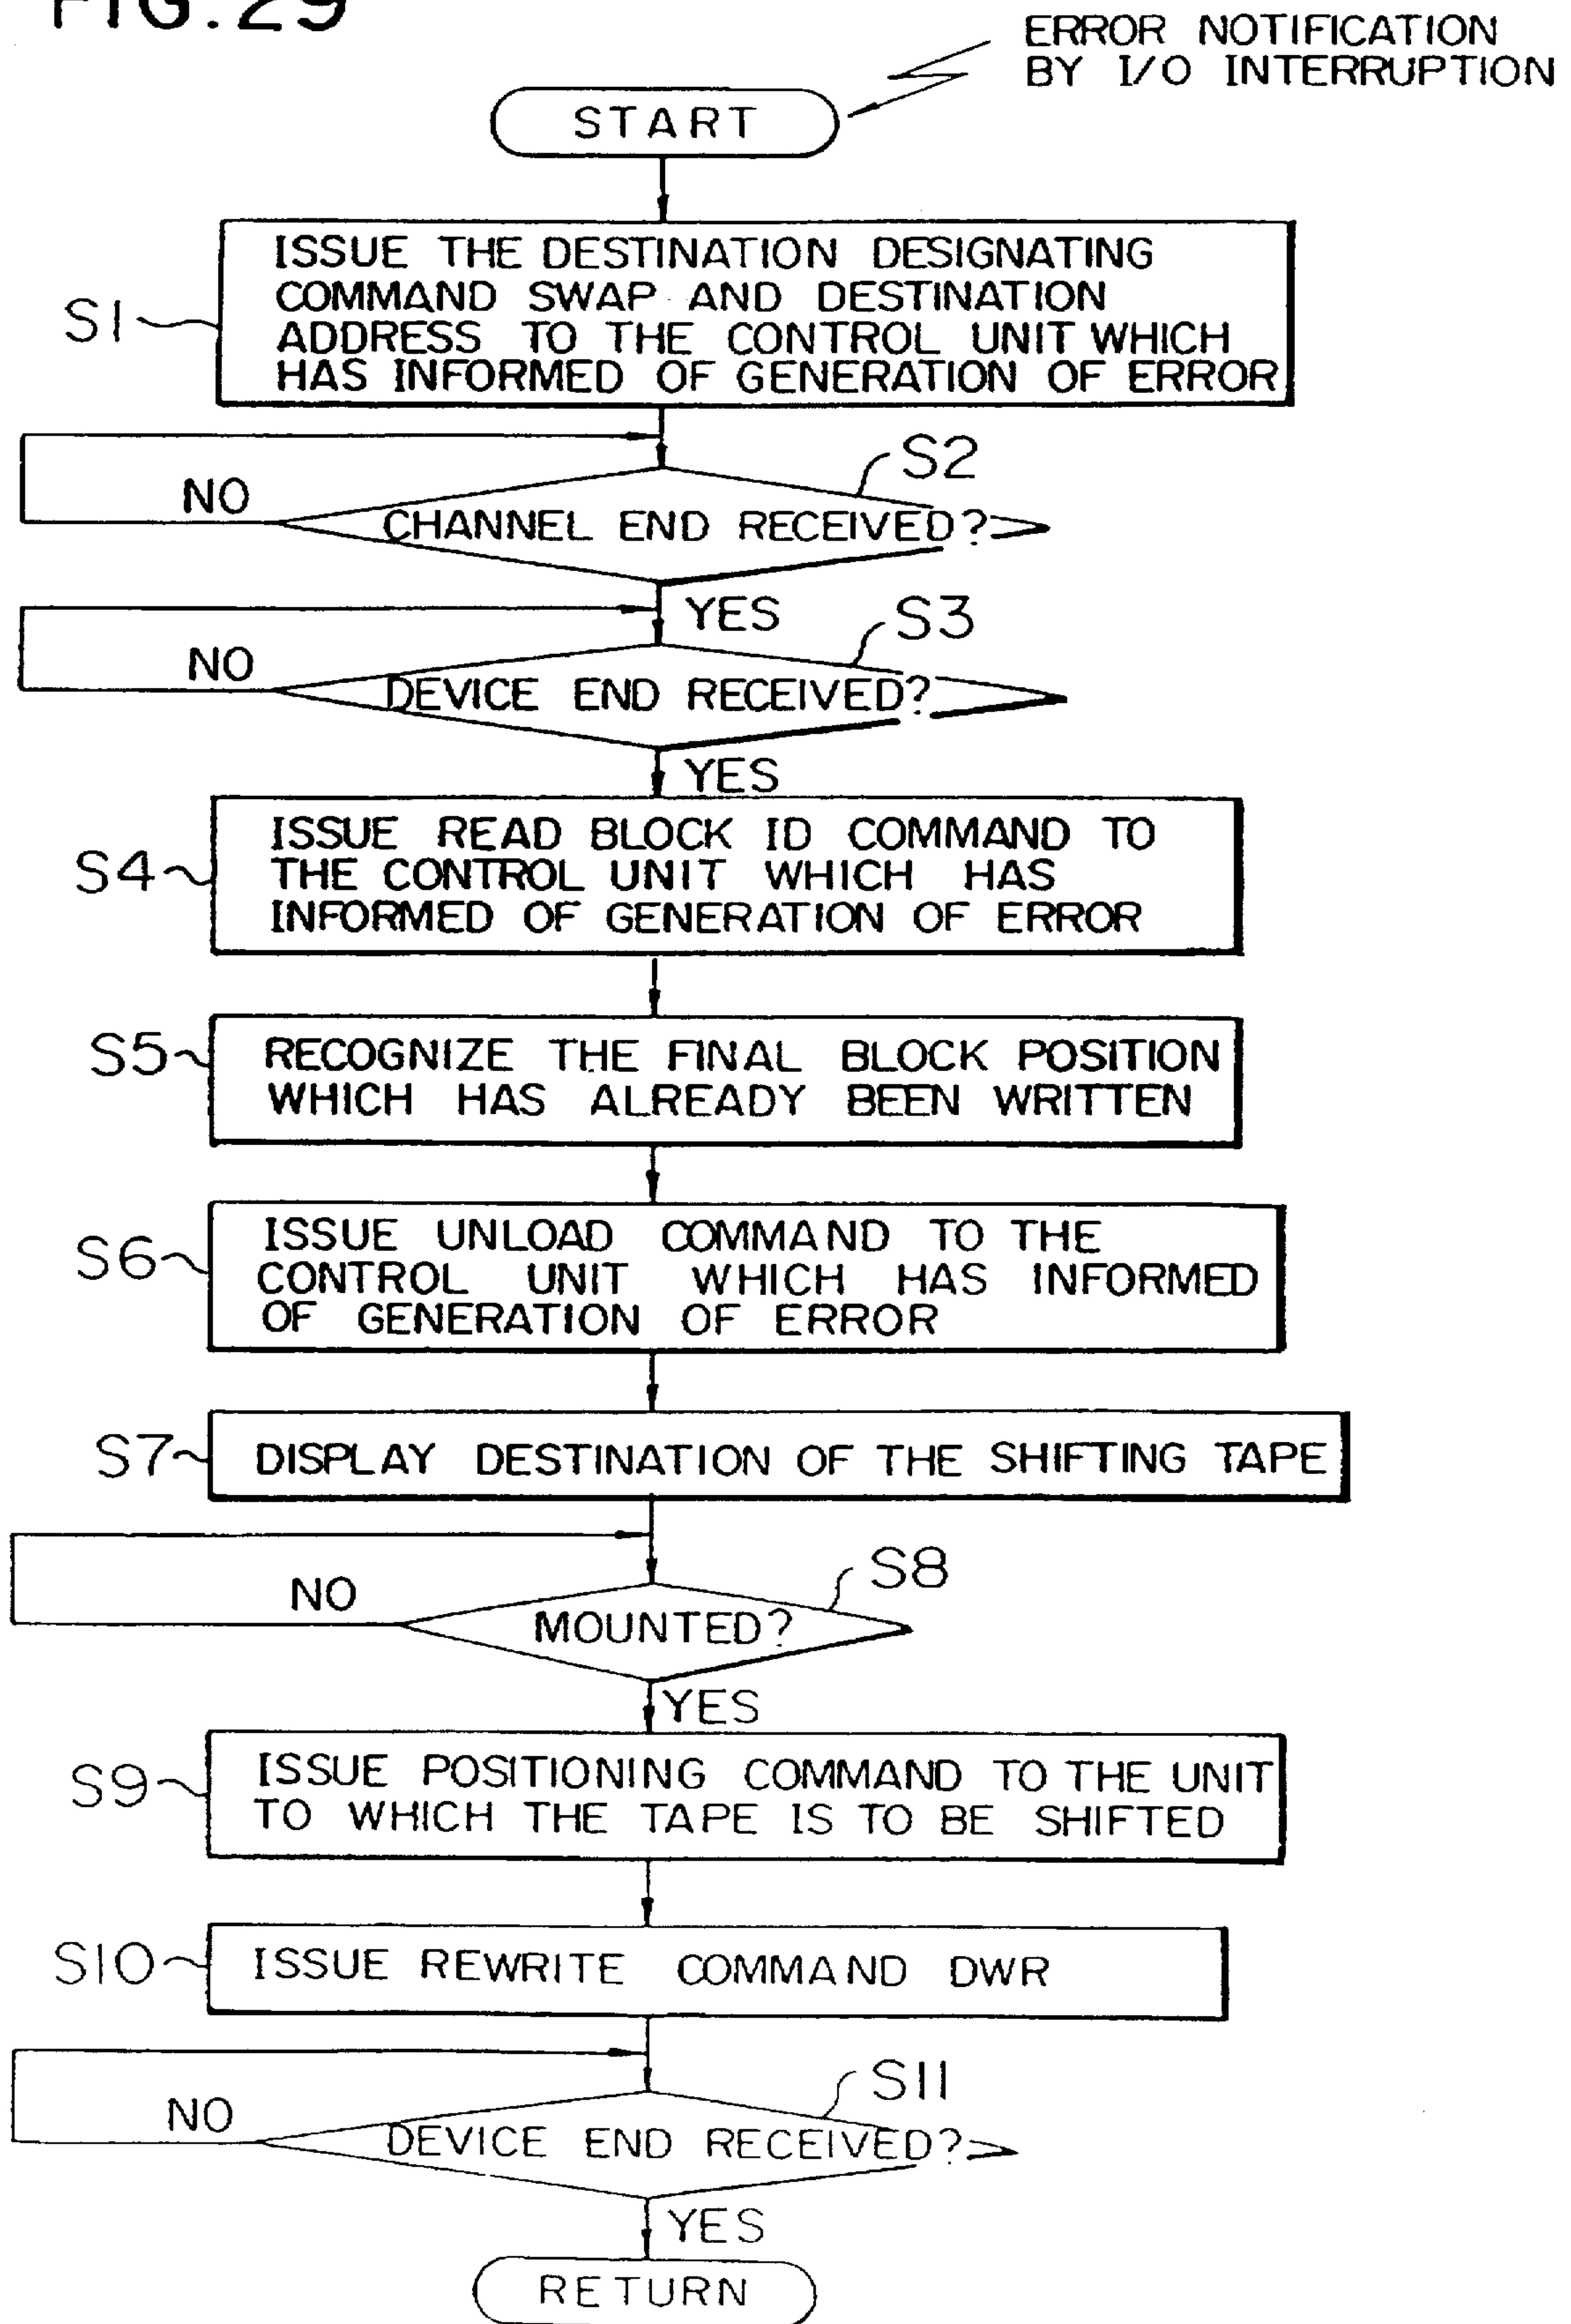 FIG.29
ERROR NOTIFICATION
BY I/O INTERRUPTION
START
S1
ISSUE THE DESTINATION DESIGNATING
COMMAND SWAP AND DESTINATION
ADDRESS TO THE CONTROL UNIT WHICH
HAS INFORMED OF GENERATION OF ERROR
S2
NO
CHANNEL END RECEIVED?
YES
S3
NO
DEVICE END RECEIVED?
YES
S4
ISSUE READ BLOCK ID COMMAND TO
THE CONTROL UNIT WHICH HAS
INFORMED OF GENERATION OF ERROR
S5
RECOGNIZE THE FINAL BLOCK POSITION
WHICH HAS ALREADY BEEN WRITTEN
S6
ISSUE UNLOAD COMMAND TO THE
CONTROL UNIT WHICH HAS INFORMED
OF GENERATION OF ERROR
S7
DISPLAY DESTINATION OF THE SHIFTING TAPE
S8
NO
MOUNTED?
YES
S9
ISSUE POSITIONING COMMAND TO THE UNIT
TO WHICH THE TAPE IS TO BE SHIFTED
S10
ISSUE REWRITE COMMAND DWR
S11
NO
DEVICE END RECEIVED?
YES
RETURN